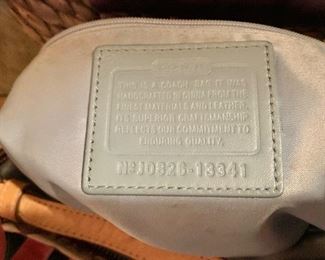 COACH
THIS IS A COACH BAG. IT WAS
HANDCRAFTED IN CHINA FROM THE
FINEST MATERIALS AND LEATHER.
ITS SUPERIOR CRAFTSMANSHIP
REFLECTS OUR COMMITMENT TO
ENDURING QUALITY.
Nº J0526-13341